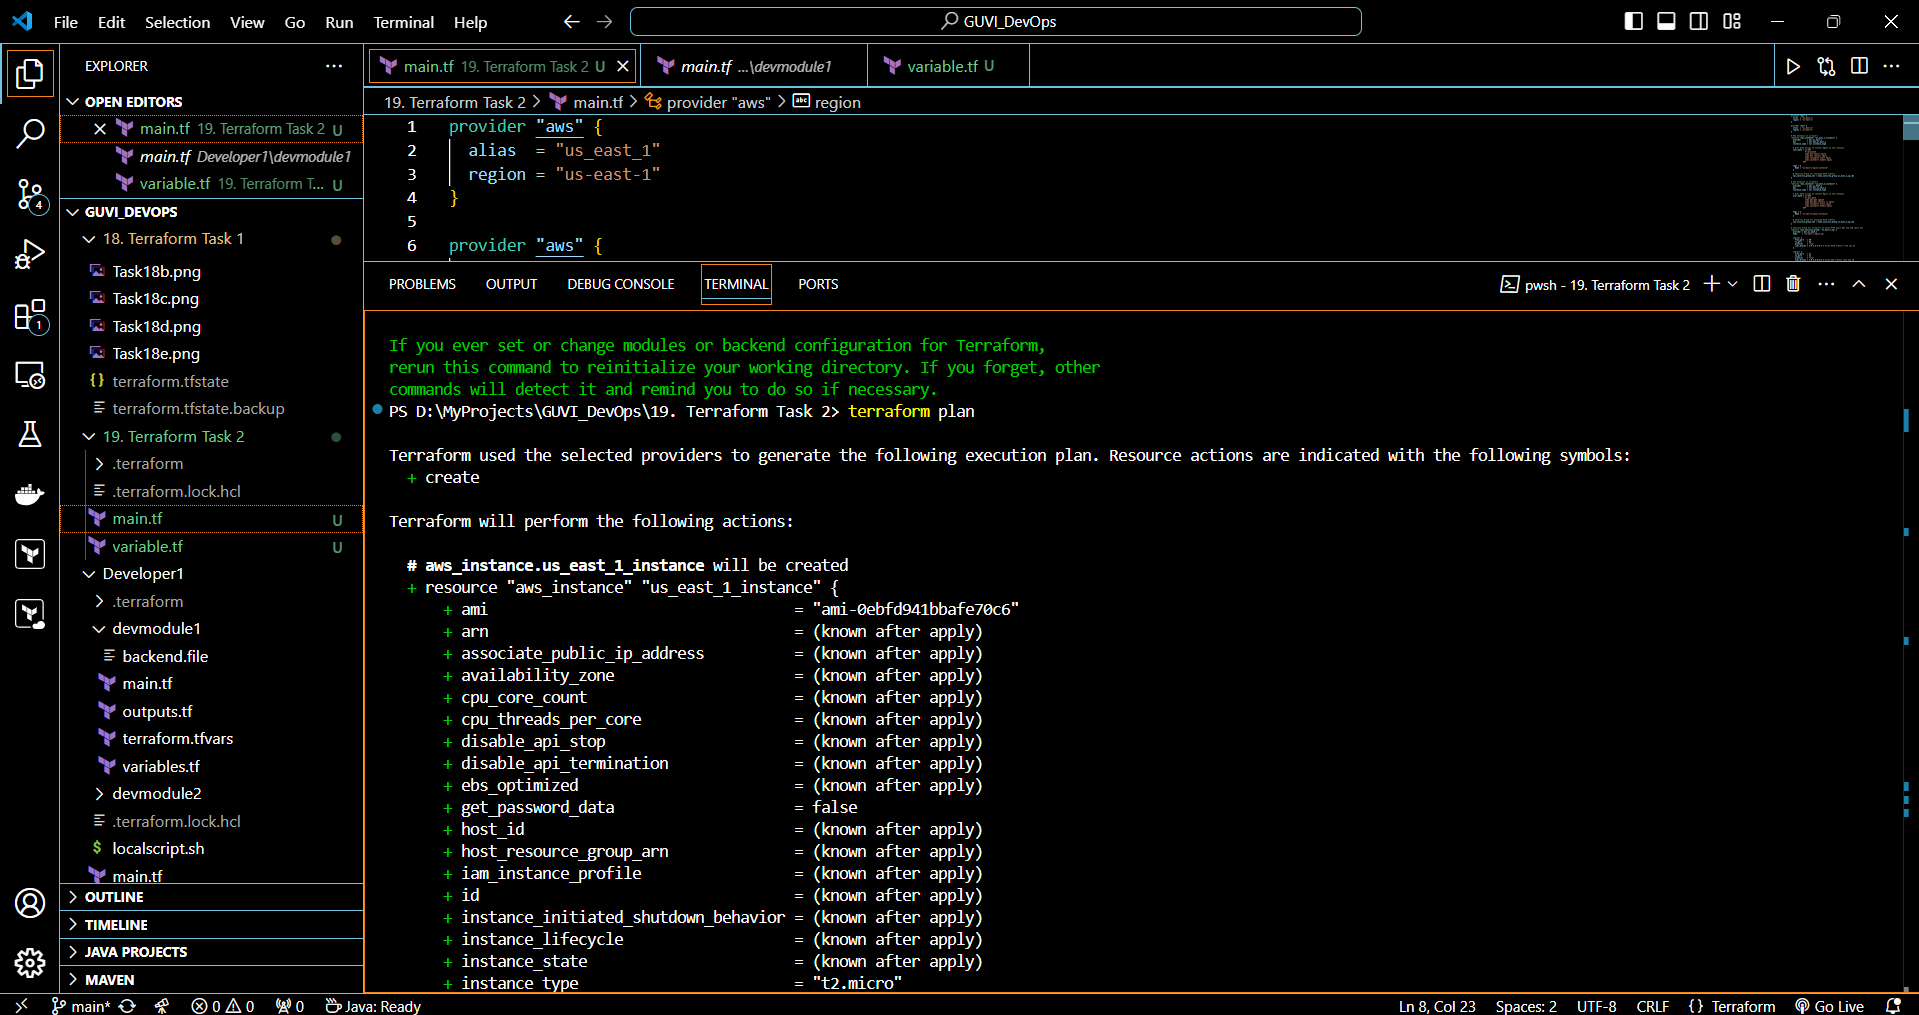 File Edit Selection View Go Run Terminal Help
GUVI_DevOps
EXPLORER
OPEN EDITORS
main.tf 19. Terraform Task 2 U
main.tf Developer1\devmodule1
variable.tf 19. Terraform T... U
GUVI_DEVOPS
18. Terraform Task 1
Task18b.png
Task18c.png
Task18d.png
Task18e.png
terraform.tfstate
terraform.tfstate.backup
19. Terraform Task 2
.terraform
.terraform.lock.hcl
main.tf U
variable.tf U
Developer1
.terraform
devmodule1
backend.file
main.tf
outputs.tf
terraform.tfvars
variables.tf
devmodule2
.terraform.lock.hcl
localscript.sh
main.tf
OUTLINE
TIMELINE
JAVA PROJECTS
MAVEN
4
1
main.tf 19. Terraform Task 2 U
main.tf ...\devmodule1
variable.tf U
19. Terraform Task 2 > main.tf > provider "aws" > abc region
1 provider "aws" {
2 alias = "us_east_1"
3 region = "us-east-1"
4 }
5
6 provider "aws" {
PROBLEMS OUTPUT DEBUG CONSOLE TERMINAL PORTS
pwsh - 19. Terraform Task 2
If you ever set or change modules or backend configuration for Terraform,
rerun this command to reinitialize your working directory. If you forget, other
commands will detect it and remind you to do so if necessary.
PS D:\MyProjects\GUVI_DevOps\19. Terraform Task 2> terraform plan
Terraform used the selected providers to generate the following execution plan. Resource actions are indicated with the following symbols:
+ create
Terraform will perform the following actions:
# aws_instance.us_east_1_instance will be created
+ resource "aws_instance" "us_east_1_instance" {
+ ami = "ami-0ebfd941bbafe70c6"
+ arn = (known after apply)
+ associate_public_ip_address = (known after apply)
+ availability_zone = (known after apply)
+ cpu_core_count = (known after apply)
+ cpu_threads_per_core = (known after apply)
+ disable_api_stop = (known after apply)
+ disable_api_termination = (known after apply)
+ ebs_optimized = (known after apply)
+ get_password_data = false
+ host_id = (known after apply)
+ host_resource_group_arn = (known after apply)
+ iam_instance_profile = (known after apply)
+ id = (known after apply)
+ instance_initiated_shutdown_behavior = (known after apply)
+ instance_lifecycle = (known after apply)
+ instance_state = (known after apply)
+ instance_type = "t2.micro"
main* 0 0 0 Java: Ready Ln 8, Col 23 Spaces: 2 UTF-8 CRLF {} Terraform Go Live